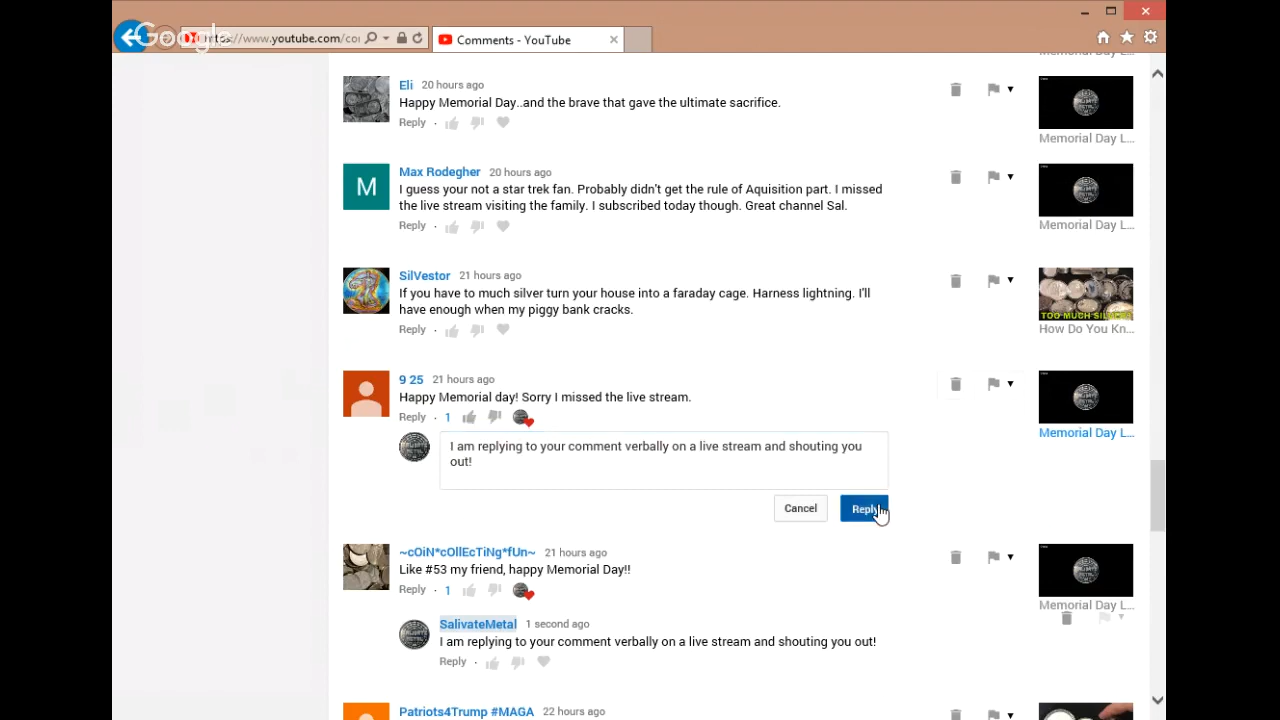 Google
https://www.youtube.com/co
Comments - YouTube
Eli 20 hours ago
Happy Memorial Day..and the brave that gave the ultimate sacrifice.
Reply
Memorial Day L...
M
Max Rodegher 20 hours ago
I guess your not a star trek fan. Probably didn't get the rule of Aquisition part. I missed
the live stream visiting the family. I subscribed today though. Great channel Sal.
Reply
Memorial Day L...
SilVestor 21 hours ago
If you have to much silver turn your house into a faraday cage. Harness lightning. I'll
have enough when my piggy bank cracks.
Reply
TOO MUCH SILVER
How Do You Kn...
9 25 21 hours ago
Happy Memorial day! Sorry I missed the live stream.
Reply · 1
Memorial Day L...
I am replying to your comment verbally on a live stream and shouting you
out!
Cancel Reply
~cOiN*cOllEcTiNg*fUn~ 21 hours ago
Like #53 my friend, happy Memorial Day!!
Reply · 1
Memorial Day L...
SalivateMetal 1 second ago
I am replying to your comment verbally on a live stream and shouting you out!
Reply
Patriots4Trump #MAGA 22 hours ago